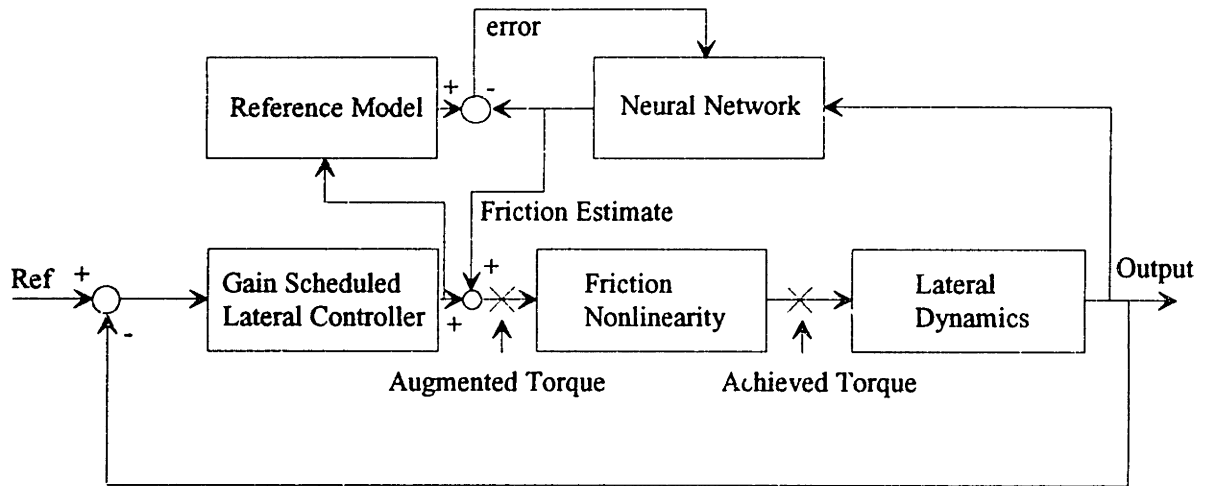 error
+
-
Reference Model
Neural Network
Friction Estimate
Ref
+
-
Gain Scheduled
Lateral Controller
+
+
Friction
Nonlinearity
Lateral
Dynamics
Output
Augmented Torque
Achieved Torque